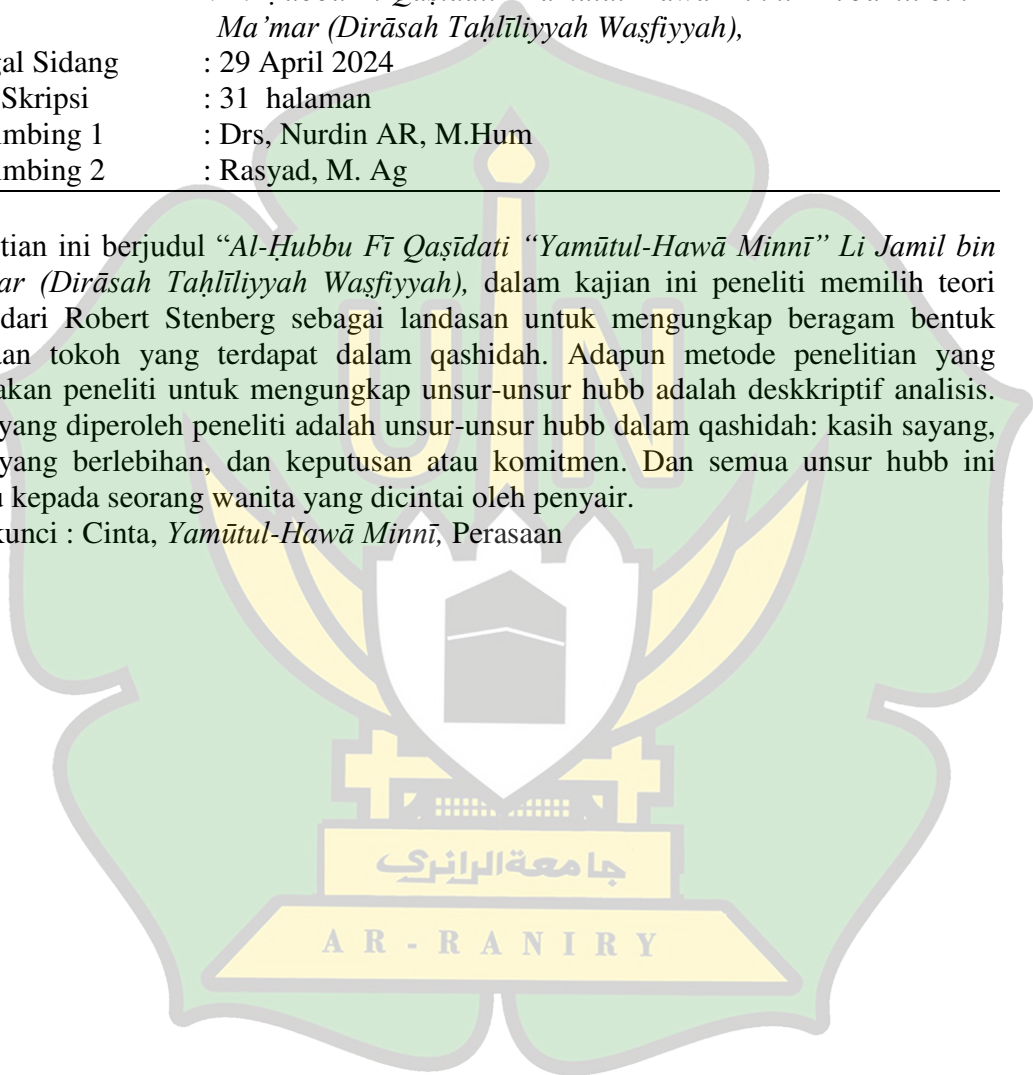 Ma’mar (Dirāsah Taḥlīliyyah Waṣfiyyah),
al Sidang : 29 April 2024
Skripsi : 31 halaman
mbing 1 : Drs, Nurdin AR, M.Hum
mbing 2 : Rasyad, M. Ag
tian ini berjudul “Al-Ḥubbu Fī Qaṣīdati “Yamūtul-Hawā Minnī” Li Jamil bin
ar (Dirāsah Taḥlīliyyah Waṣfiyyah), dalam kajian ini peneliti memilih teori
dari Robert Stenberg sebagai landasan untuk mengungkap beragam bentuk
an tokoh yang terdapat dalam qashidah. Adapun metode penelitian yang
akan peneliti untuk mengungkap unsur-unsur hubb adalah deskkriptif analisis.
yang diperoleh peneliti adalah unsur-unsur hubb dalam qashidah: kasih sayang,
yang berlebihan, dan keputusan atau komitmen. Dan semua unsur hubb ini
kepada seorang wanita yang dicintai oleh penyair.
kunci : Cinta, Yamūtul-Hawā Minnī, Perasaan
UIN
جامعة الرانري
AR-RANIRY